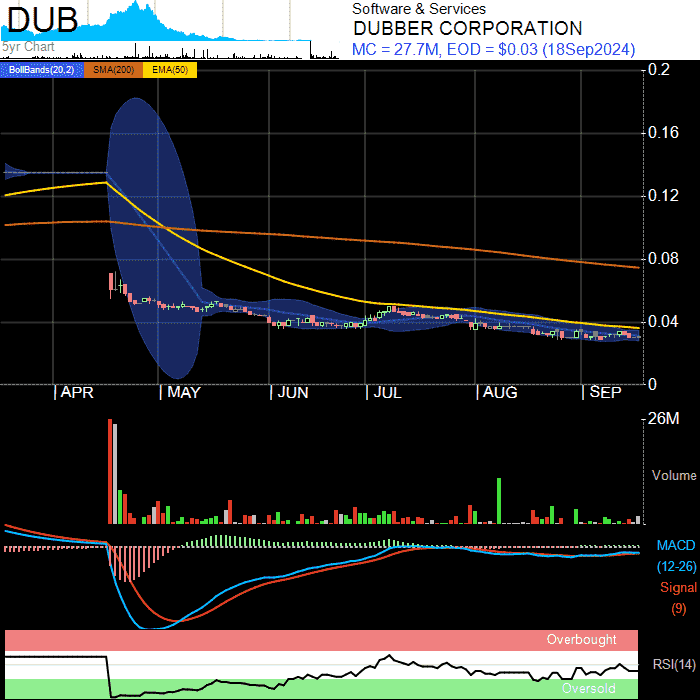 DUB
5yr Chart
Software & Services
DUBBER CORPORATION
MC = 27.7M, EOD = $0.03 (18Sep2024)
BollBands(20,2) SMA(200) EMA(50)
0.2
0.16
0.12
0.08
0.04
0
APR MAY JUN JUL AUG SEP
26M
Volume
MACD
(12-26)
Signal
(9)
Overbought
RSI(14)
Oversold